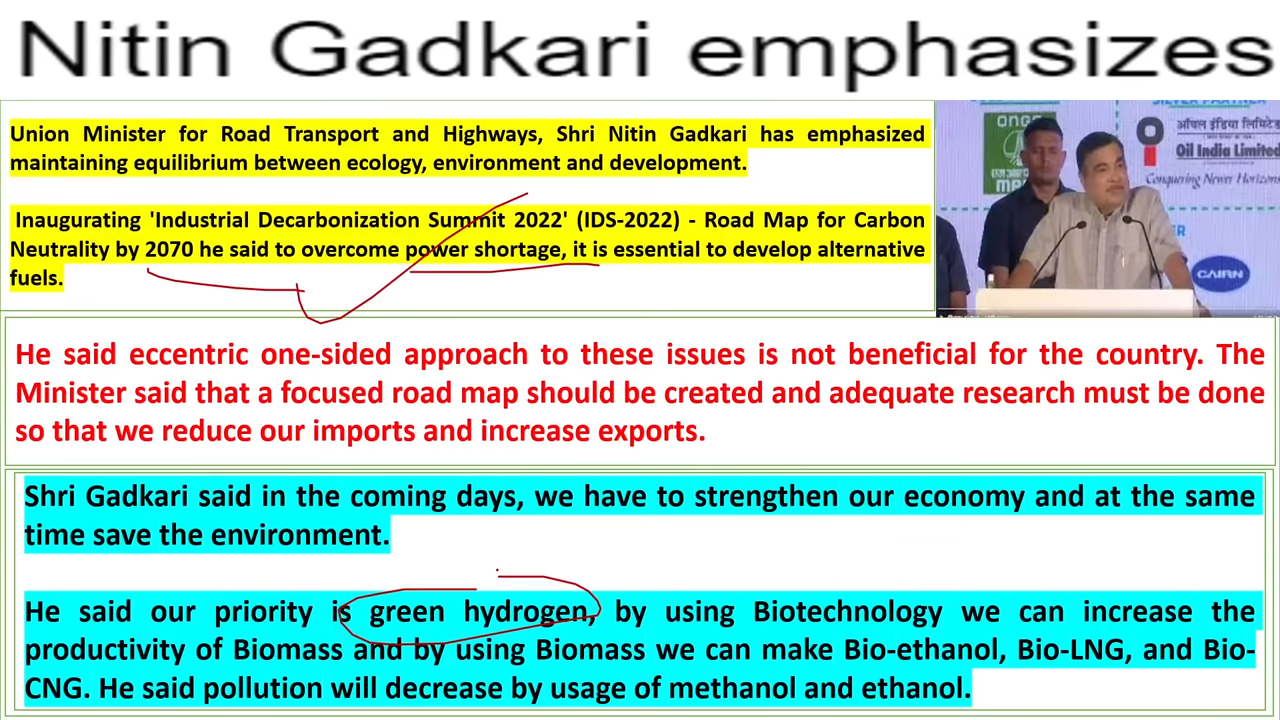 Nitin Gadkari emphasizes
Union Minister for Road Transport and Highways, Shri Nitin Gadkari has emphasized
maintaining equilibrium between ecology, environment and development.
Inaugurating 'Industrial Decarbonization Summit 2022' (IDS-2022) - Road Map for Carbon
Neutrality by 2070 he said to overcome power shortage, it is essential to develop alternative
fuels.
ऑयल इंडिया लिमिटेड
Oil India Limited
Conquering Newer Horizons
CAIRN
He said eccentric one-sided approach to these issues is not beneficial for the country. The
Minister said that a focused road map should be created and adequate research must be done
so that we reduce our imports and increase exports.
Shri Gadkari said in the coming days, we have to strengthen our economy and at the same
time save the environment.
He said our priority is green hydrogen, by using Biotechnology we can increase the
productivity of Biomass and by using Biomass we can make Bio-ethanol, Bio-LNG, and Bio-
CNG. He said pollution will decrease by usage of methanol and ethanol.